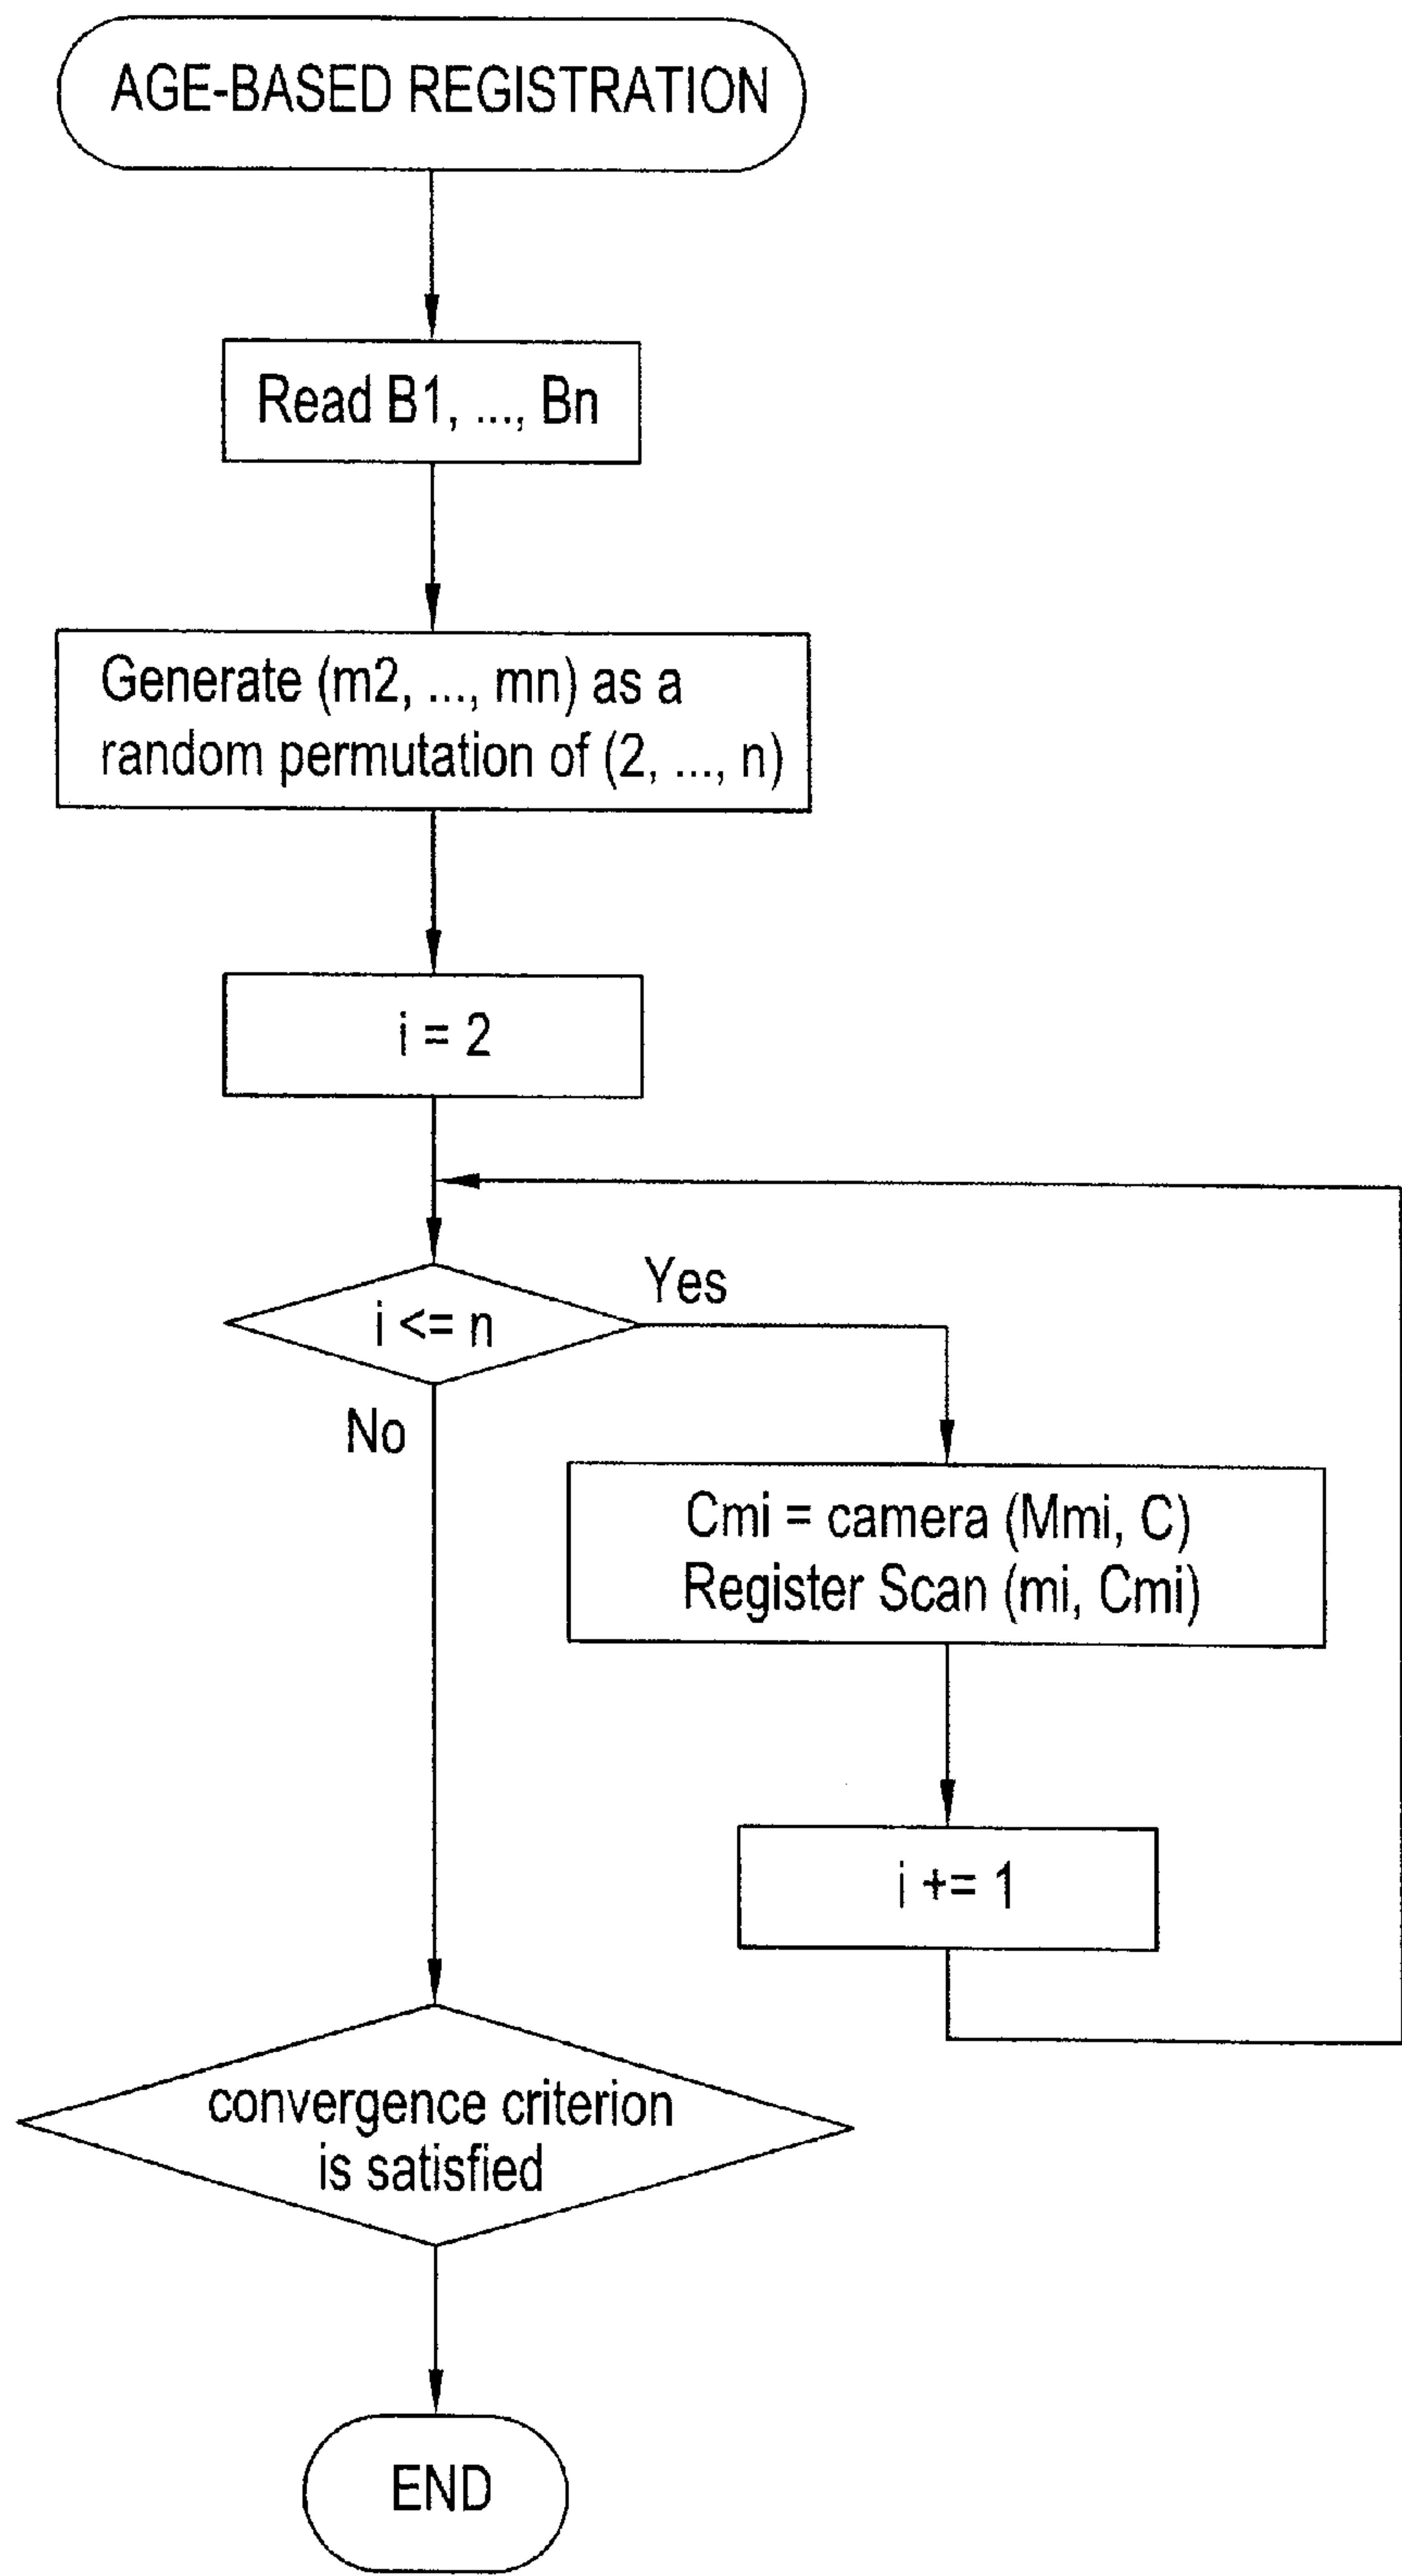 AGE-BASED REGISTRATION
Read B1, ..., Bn
Generate (m2, ..., mn) as a
random permutation of (2, ..., n)
i = 2
i <= n
Yes
No
Cmi = camera (Mmi, C)
Register Scan (mi, Cmi)
i += 1
convergence criterion
is satisfied
END